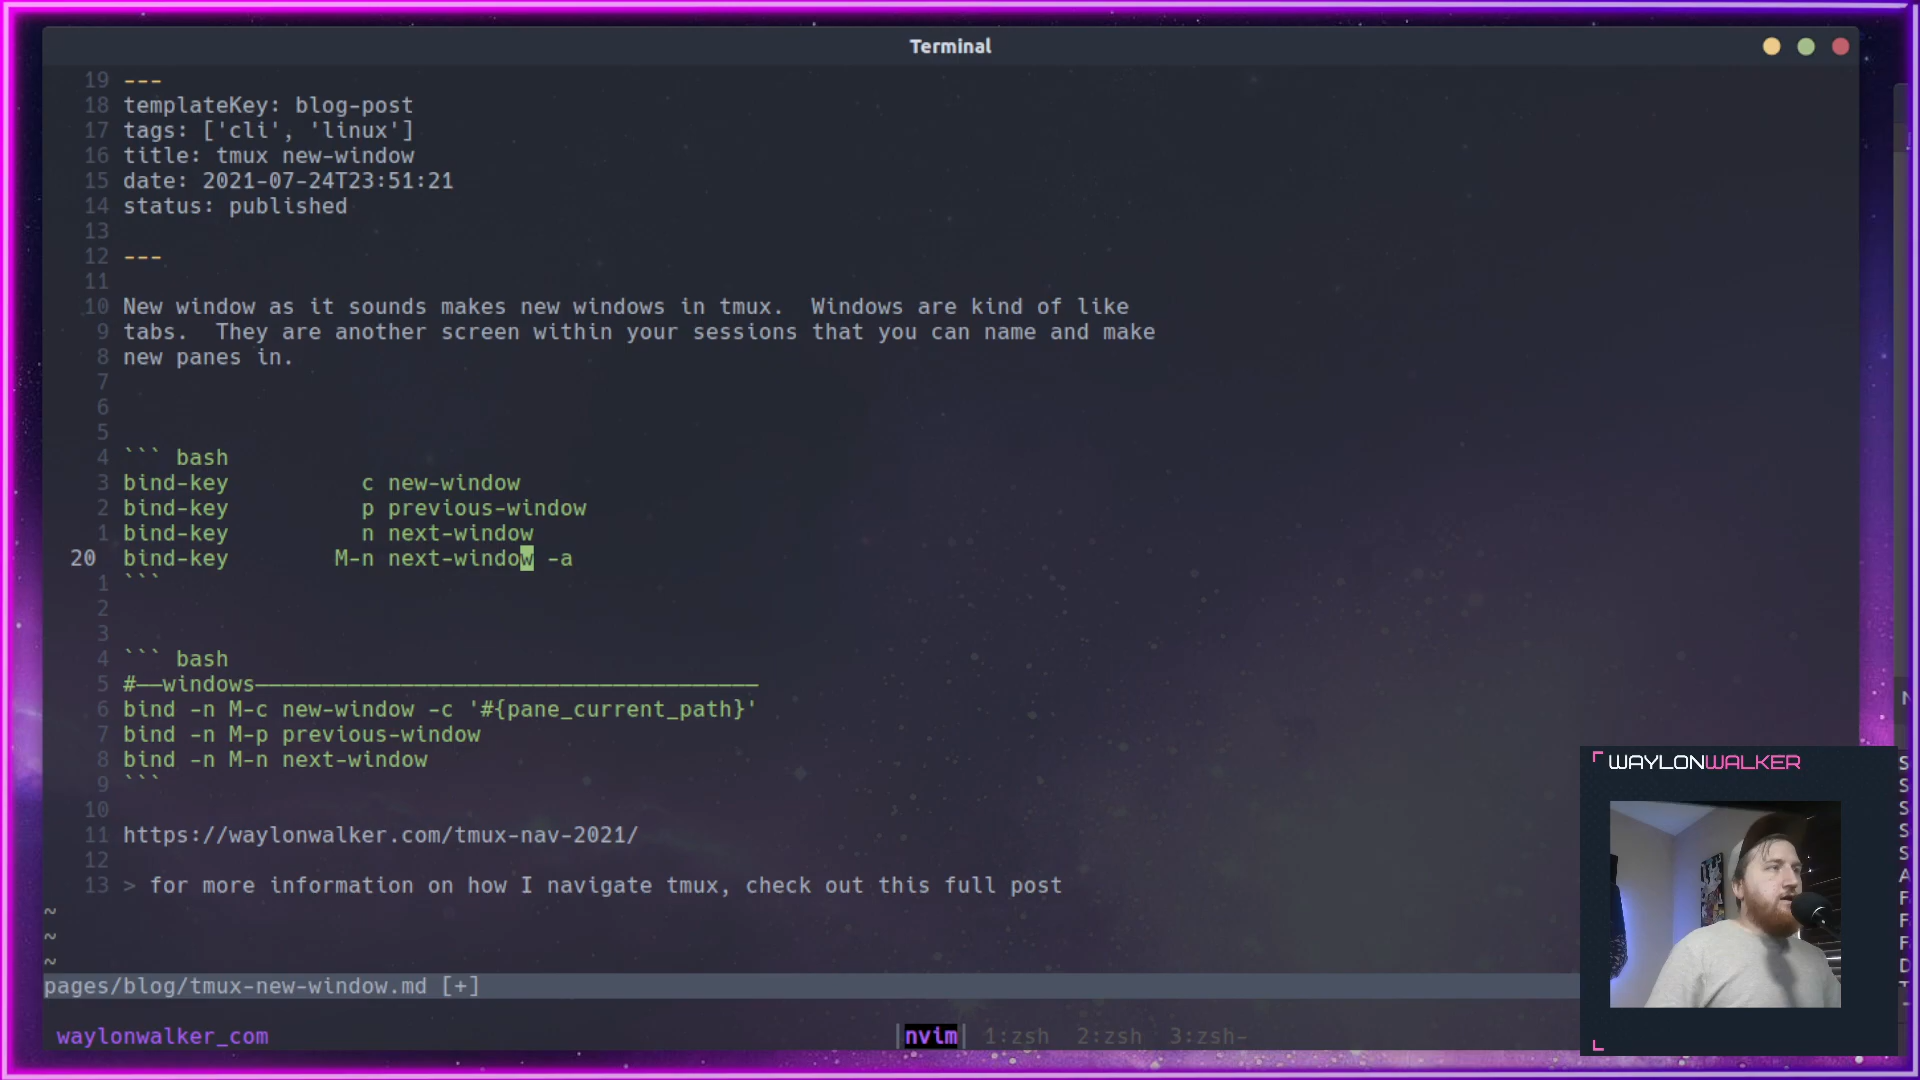 Terminal
19 ---
18 templateKey: blog-post
17 tags: ['cli', 'linux']
16 title: tmux new-window
15 date: 2021-07-24T23:51:21
14 status: published
13
12 ---
11
10 New window as it sounds makes new windows in tmux.  Windows are kind of like
9 tabs.  They are another screen within your sessions that you can name and make
8 new panes in.
7
6
5
4 ``` bash
3 bind-key          c new-window
2 bind-key          p previous-window
1 bind-key          n next-window
20 bind-key        M-n next-window -a
1 ```
2
3
4 ``` bash
5 #──windows──────────────────────────────────────
6 bind -n M-c new-window -c '#{pane_current_path}'
7 bind -n M-p previous-window
8 bind -n M-n next-window
9 ```
10
11 https://waylonwalker.com/tmux-nav-2021/
12
13 > for more information on how I navigate tmux, check out this full post
~
~
~
pages/blog/tmux-new-window.md [+]
waylonwalker_com |nvim| 1:zsh 2:zsh 3:zsh-
WAYLONWALKER